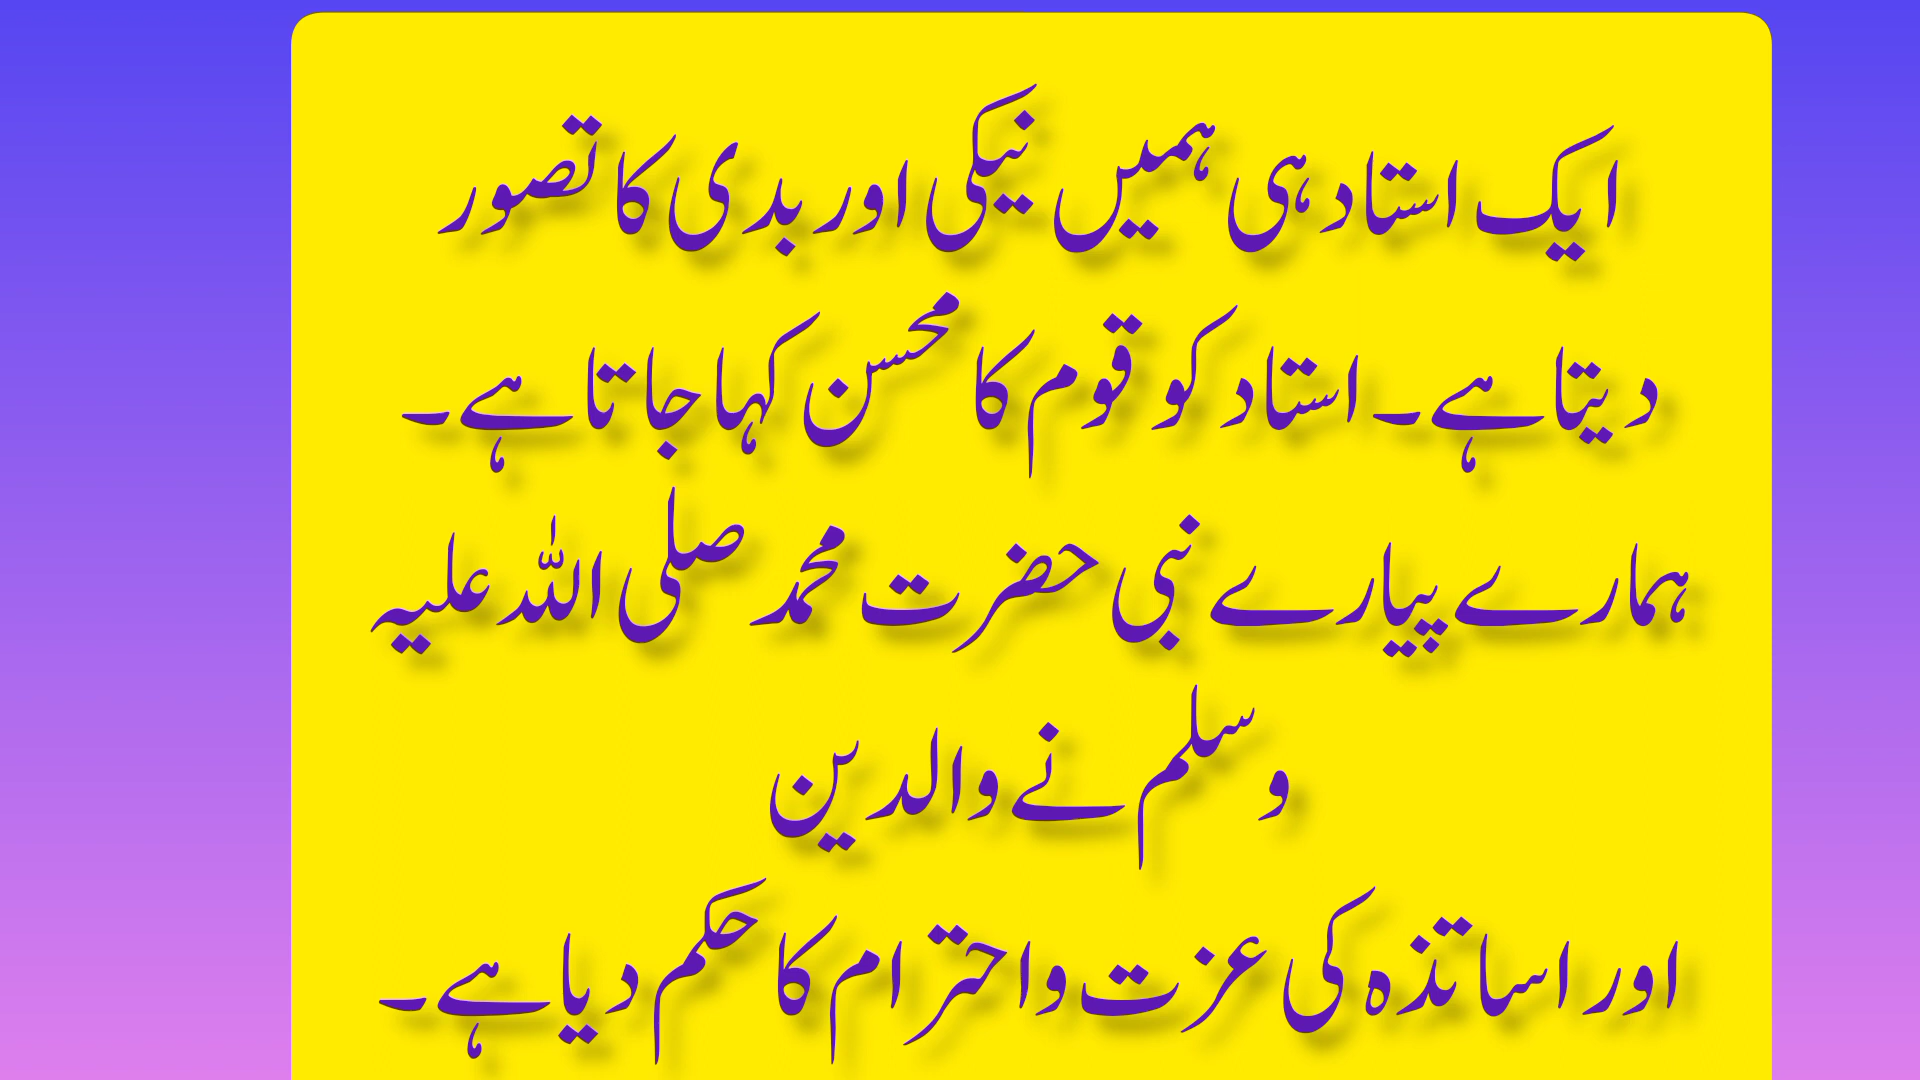 ایک استاد ہی ہمیں نیکی اور بدی کا تصور
دیتا ہے۔ استاد کو قوم کا محسن کہا جاتا ہے۔
ہمارے پیارے نبی حضرت محمد صلی اللہ علیہ
وسلم نے والدین
اور اساتذہ کی عزت واحترام کا حکم دیا ہے۔